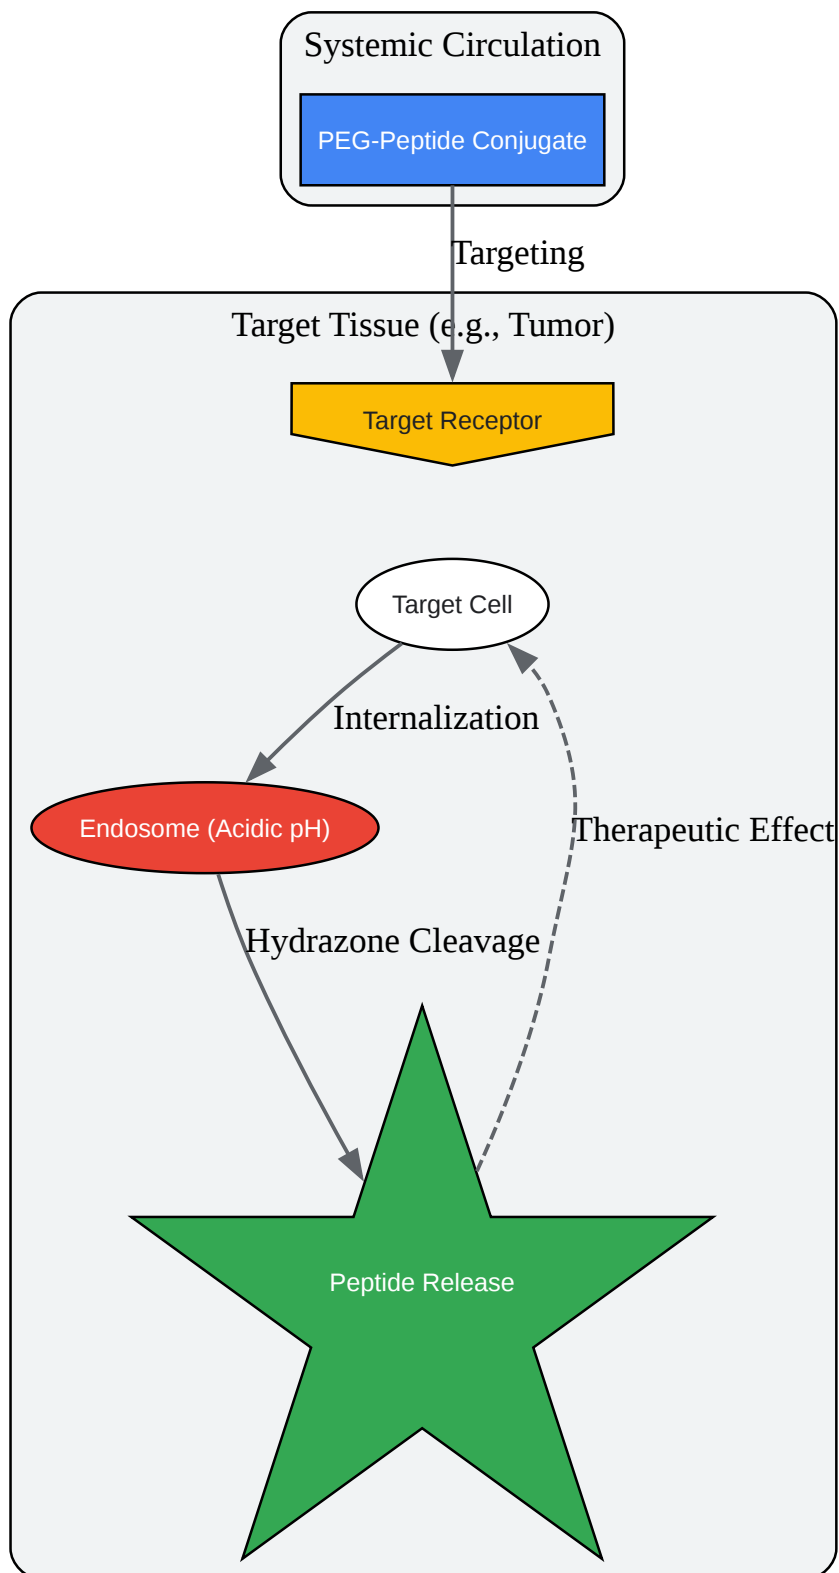 Systemic Circulation
PEG-Peptide Conjugate
Targeting
Target Tissue (e.g., Tumor)
Target Receptor
Target Cell
Internalization
Endosome (Acidic pH)
Therapeutic Effect
Hydrazone Cleavage
Peptide Release